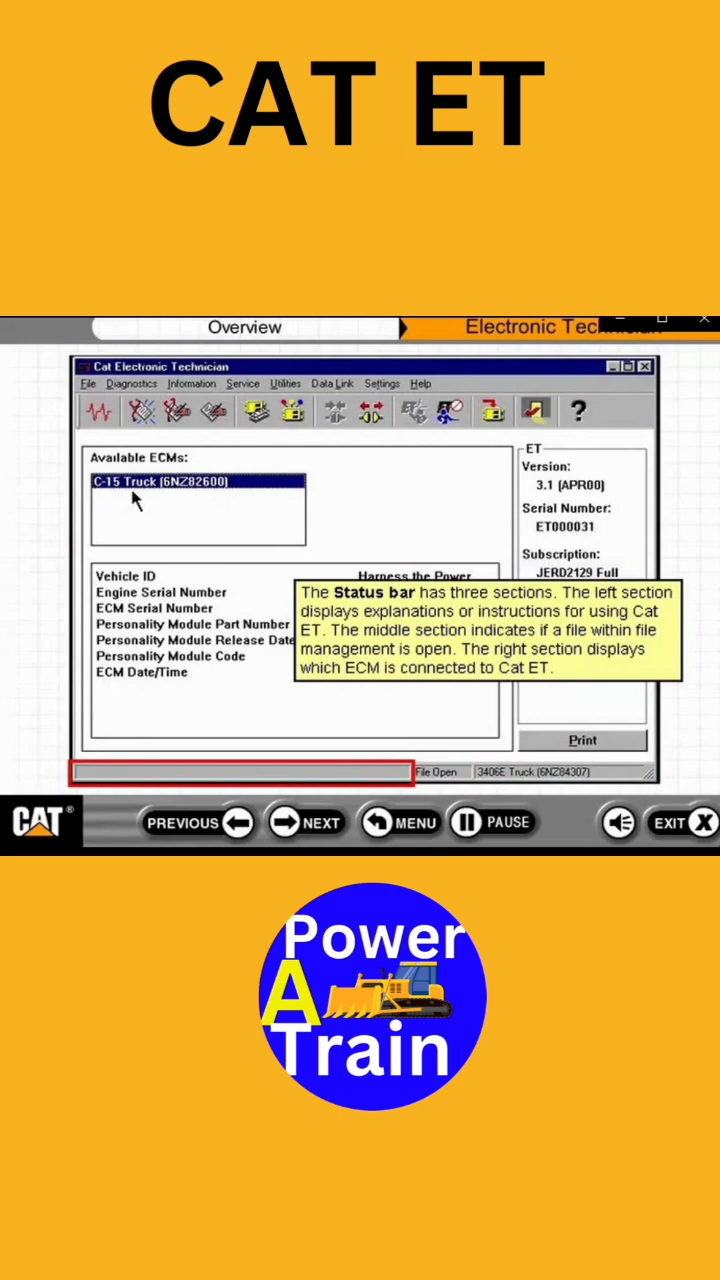 CAT ET
Overview
Electronic Technician
Cat Electronic Technician
File Diagnostics Information Service Utilities Data Link Settings Help
?
Available ECMs:
C-15 Truck (6NZ82600)
ET
Version:
3.1 (APR00)
Serial Number:
ET000031
Subscription:
JERD2129 Full
Vehicle ID
Harness the Power
Engine Serial Number
ECM Serial Number
Personality Module Part Number
Personality Module Release Date
Personality Module Code
ECM Date/Time
The Status bar has three sections. The left section
displays explanations or instructions for using Cat
ET. The middle section indicates if a file within file
management is open. The right section displays
which ECM is connected to Cat ET.
Print
File Open
3406E Truck (6NZ84307)
CAT®
PREVIOUS
NEXT
MENU
PAUSE
EXIT X
Power
A
Train